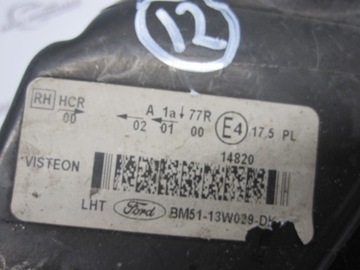 12
RH HCR A 1a 77R
00 02 01 00 E4 17.5 PL
14820
VISTEON
LHT Ford BM51-13W029-D